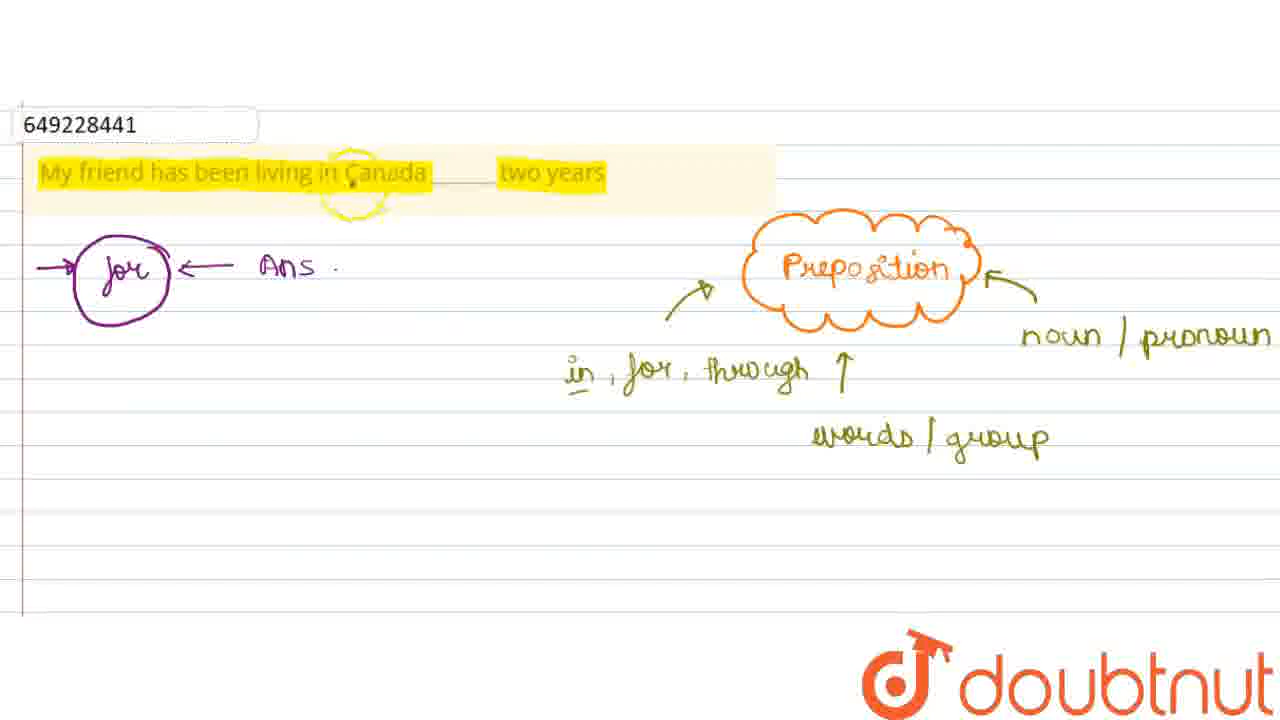 649228441
My friend has been living in Canada ______ two years
for Ans .
Preposition
noun / pronoun
in, for, through
words / group
doubtnut